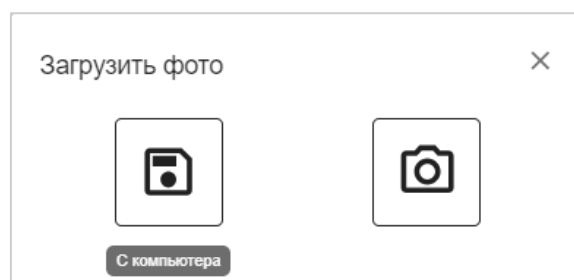 Загрузить фото
С компьютера